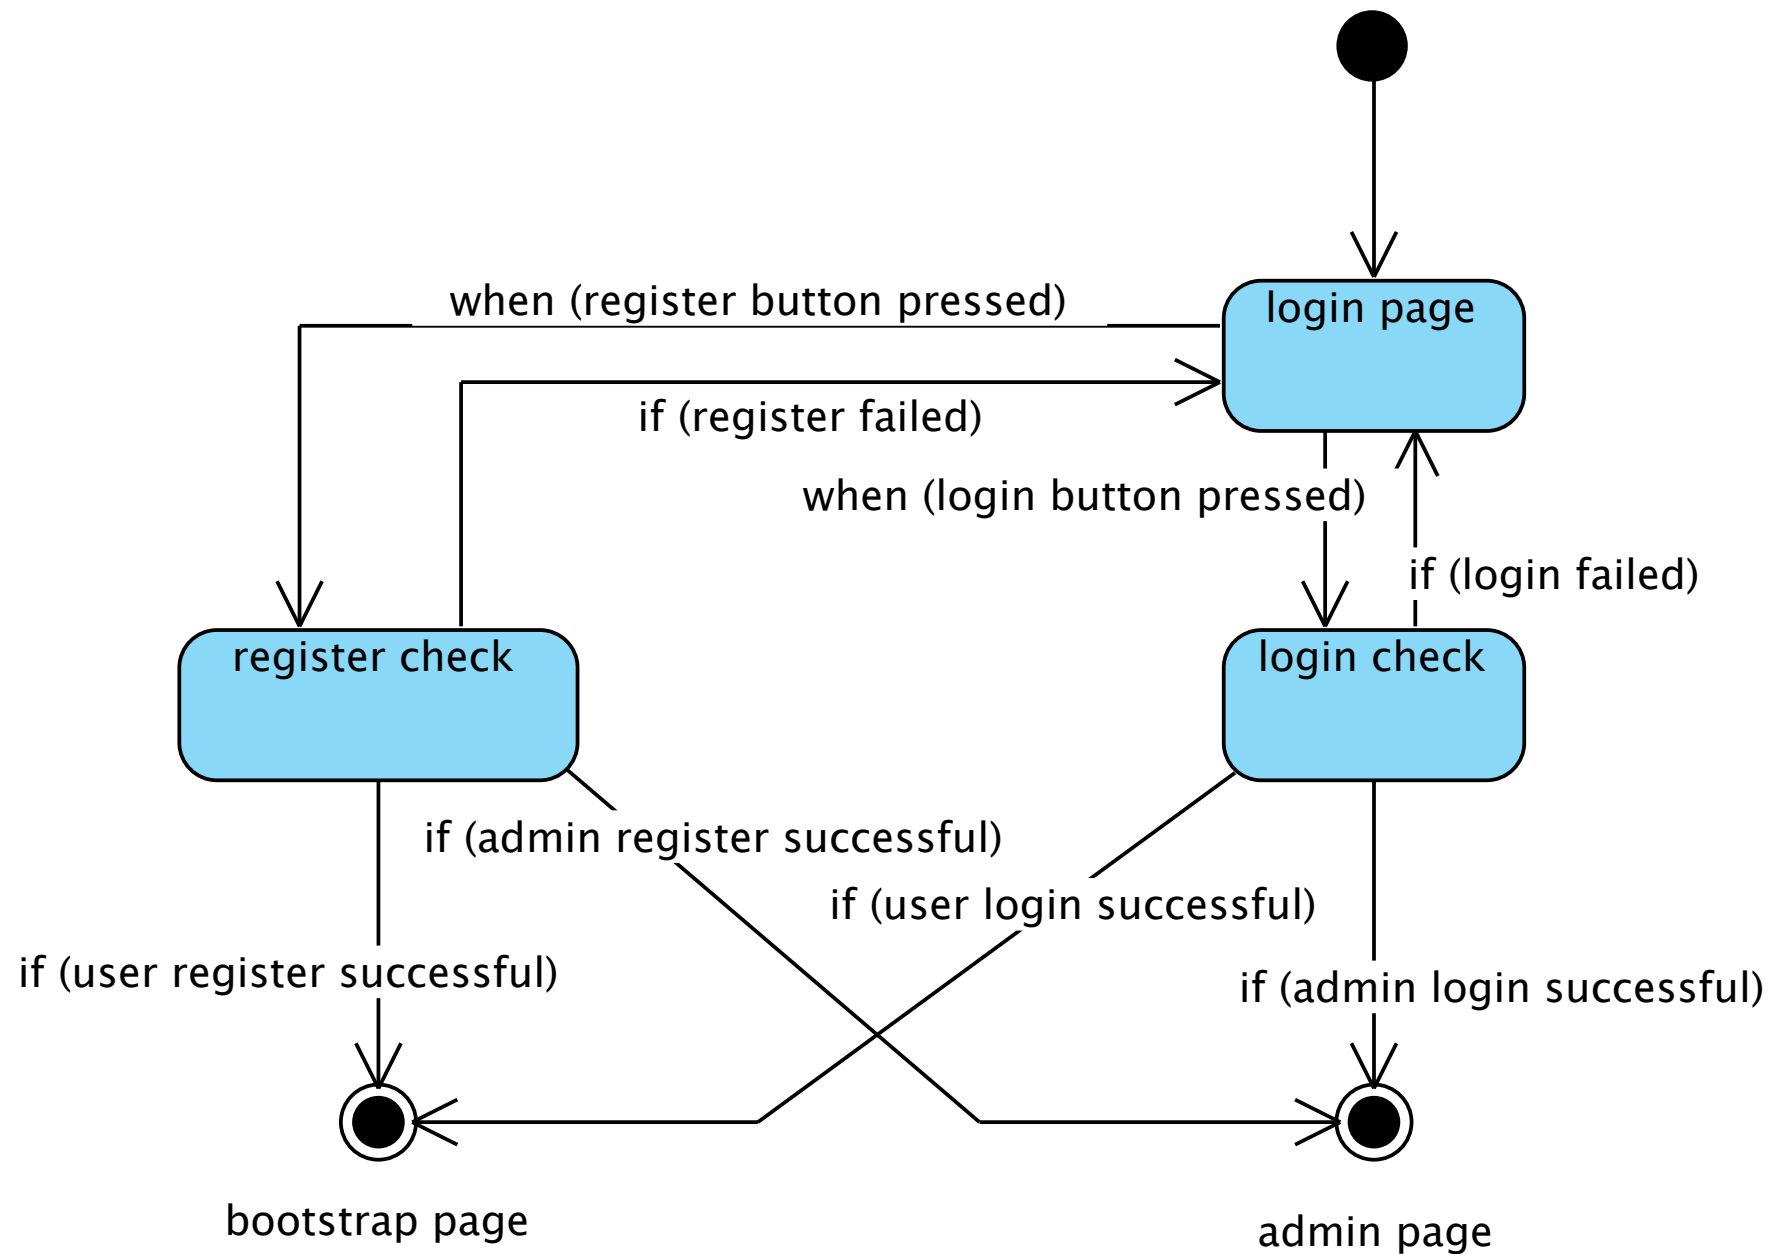 when (register button pressed)
login page
if (register failed)
when (login button pressed)
if (login failed)
register check
login check
if (admin register successful)
if (user login successful)
if (user register successful)
if (admin login successful)
bootstrap page
admin page